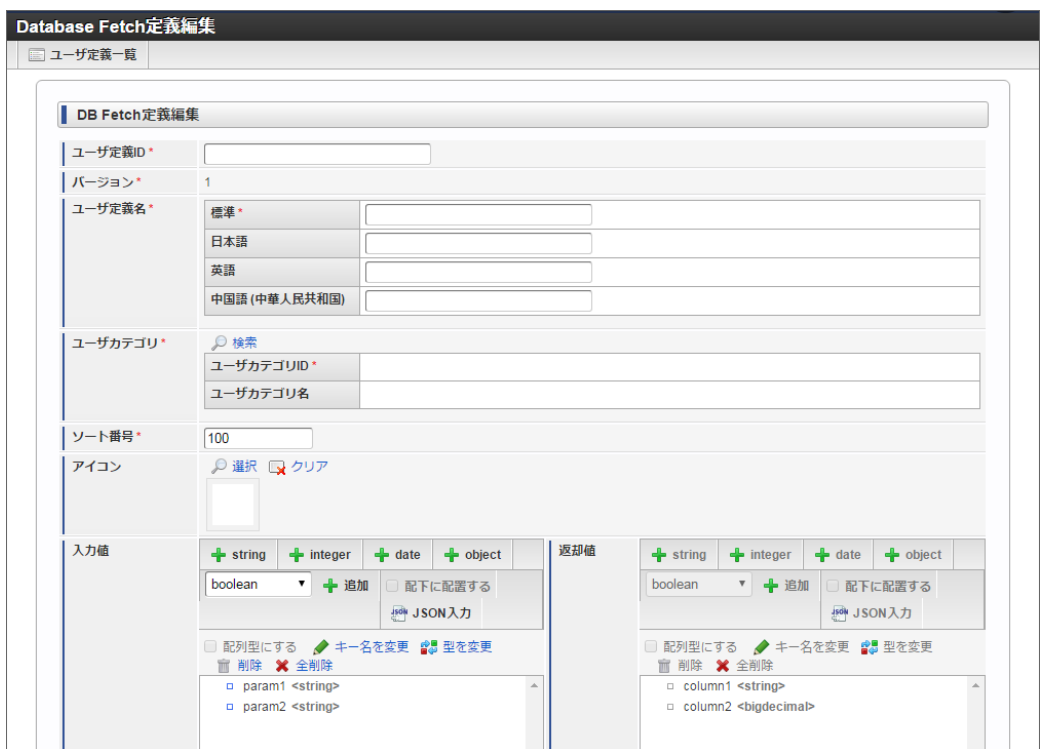 Database Fetch定義編集
ユーザ定義一覧
DB Fetch定義編集
ユーザ定義ID *
バージョン * 1
ユーザ定義名 *
標準 *
日本語
英語
中国語 (中華人民共和国)
ユーザカテゴリ * 検索
ユーザカテゴリID *
ユーザカテゴリ名
ソート番号 * 100
アイコン 選択 クリア
入力値
string integer date object
boolean 追加 配下に配置する
JSON JSON入力
配列型にする キー名を変更 型を変更
削除 全削除
param1 <string>
param2 <string>
返却値
string integer date object
boolean 追加 配下に配置する
JSON JSON入力
配列型にする キー名を変更 型を変更
削除 全削除
column1 <string>
column2 <bigdecimal>